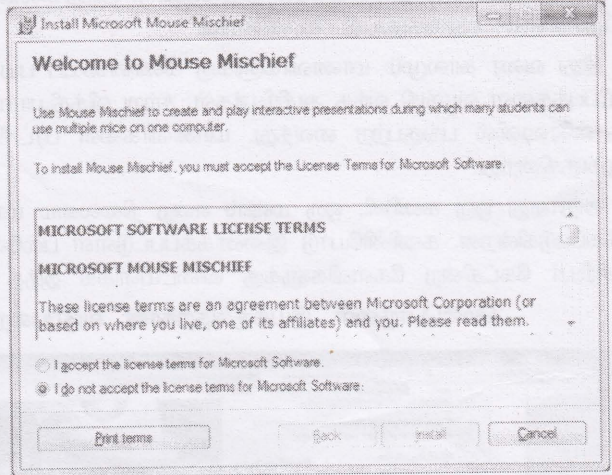 Install Microsoft Mouse Mischief
Welcome to Mouse Mischief
Use Mouse Mischief to create and play interactive presentations during which many students can
use multiple mice on one computer.
To install Mouse Mischief, you must accept the License Terms for Microsoft Software.
MICROSOFT SOFTWARE LICENSE TERMS
MICROSOFT MOUSE MISCHIEF
These license terms are an agreement between Microsoft Corporation (or
based on where you live, one of its affiliates) and you. Please read them.
I accept the license terms for Microsoft Software.
I do not accept the license terms for Microsoft Software.
Print terms Back Install Cancel